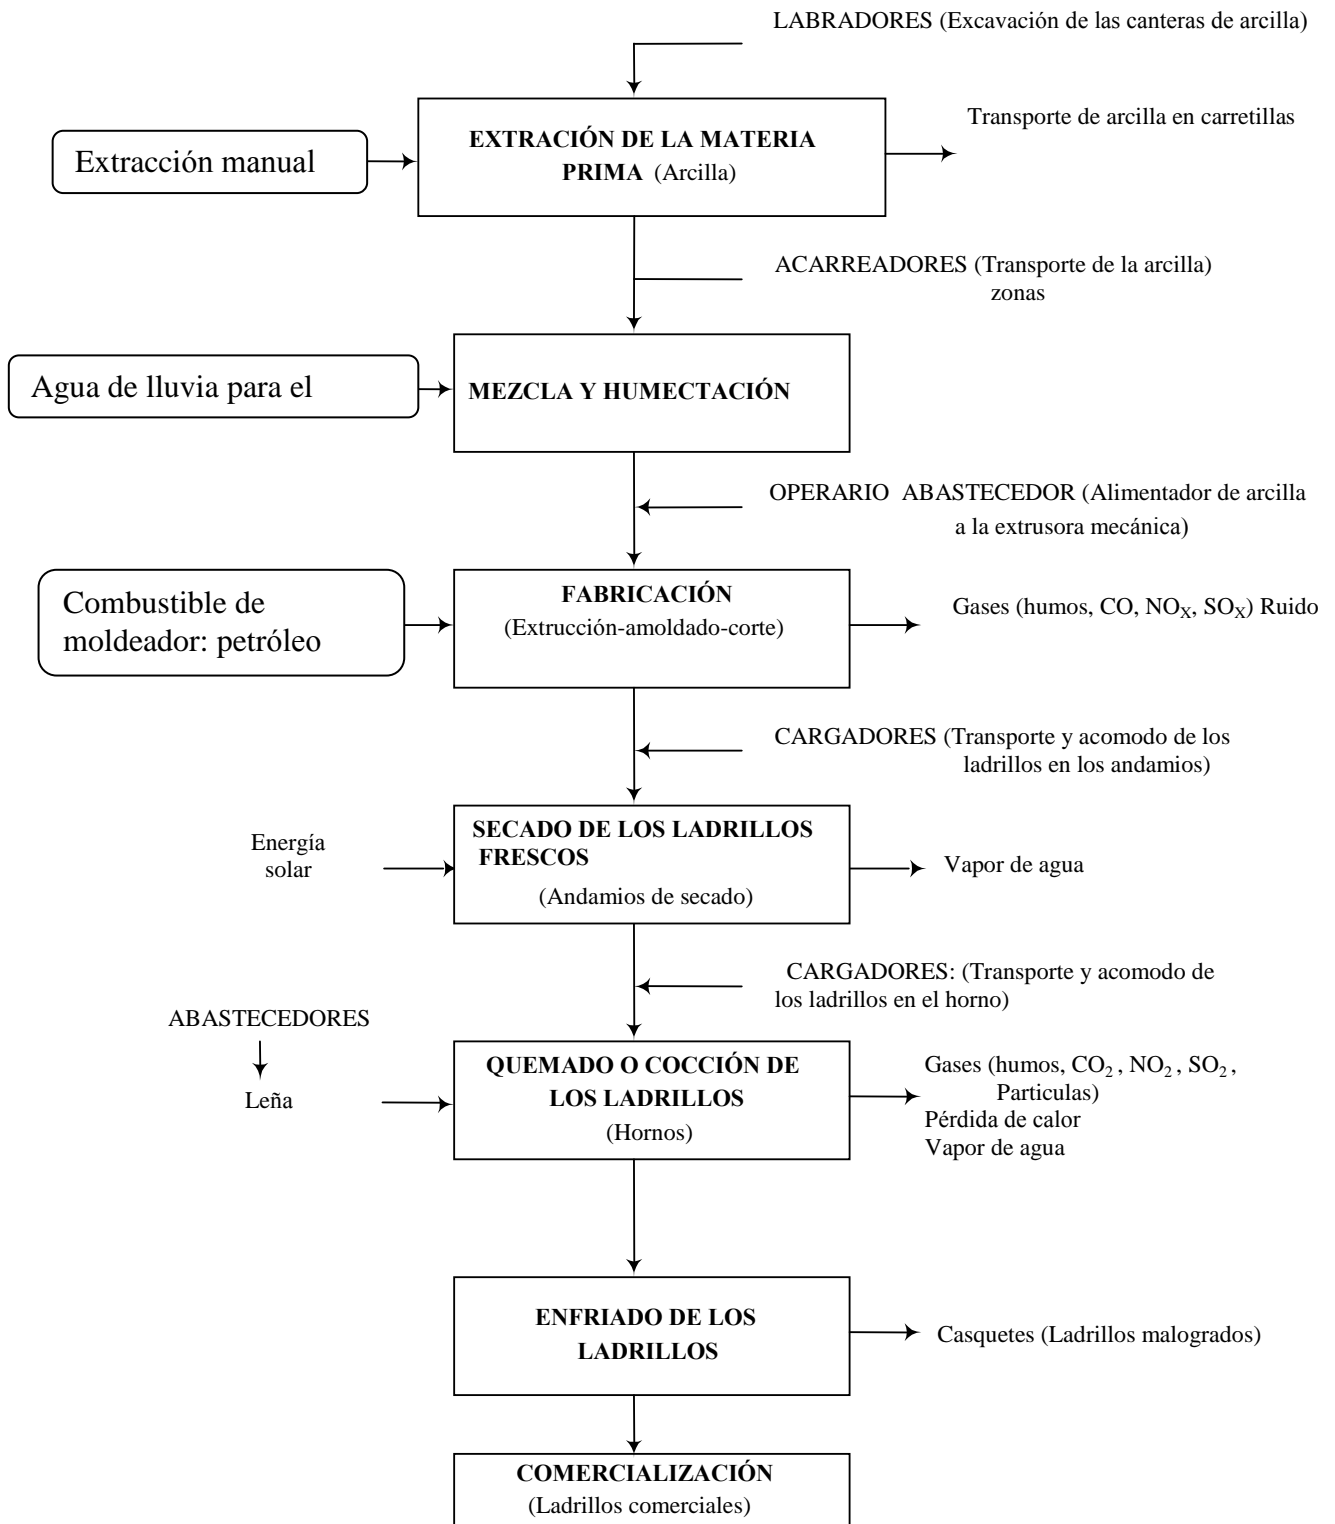 LABRADORES (Excavación de las canteras de arcilla)
EXTRACIÓN DE LA MATERIA
PRIMA (Arcilla)
Transporte de arcilla en carretillas
Extracción manual
ACARREADORES (Transporte de la arcilla)
zonas
Agua de lluvia para el
MEZCLA Y HUMECTACIÓN
OPERARIO ABASTECEDOR (Alimentador de arcilla
a la extrusora mecánica)
Combustible de
moldeador: petróleo
FABRICACIÓN
(Extrucción-amoldado-corte)
Gases (humos, CO, NOX, SOX) Ruido
CARGADORES (Transporte y acomodo de los
ladrillos en los andamios)
Energía
solar
SECADO DE LOS LADRILLOS
FRESCOS
(Andamios de secado)
Vapor de agua
CARGADORES: (Transporte y acomodo de
los ladrillos en el horno)
ABASTECEDORES
Leña
QUEMADO O COCCIÓN DE
LOS LADRILLOS
(Hornos)
Gases (humos, CO2 , NO2 , SO2 ,
Particulas)
Pérdida de calor
Vapor de agua
ENFRIADO DE LOS
LADRILLOS
Casquetes (Ladrillos malogrados)
COMERCIALIZACIÓN
(Ladrillos comerciales)